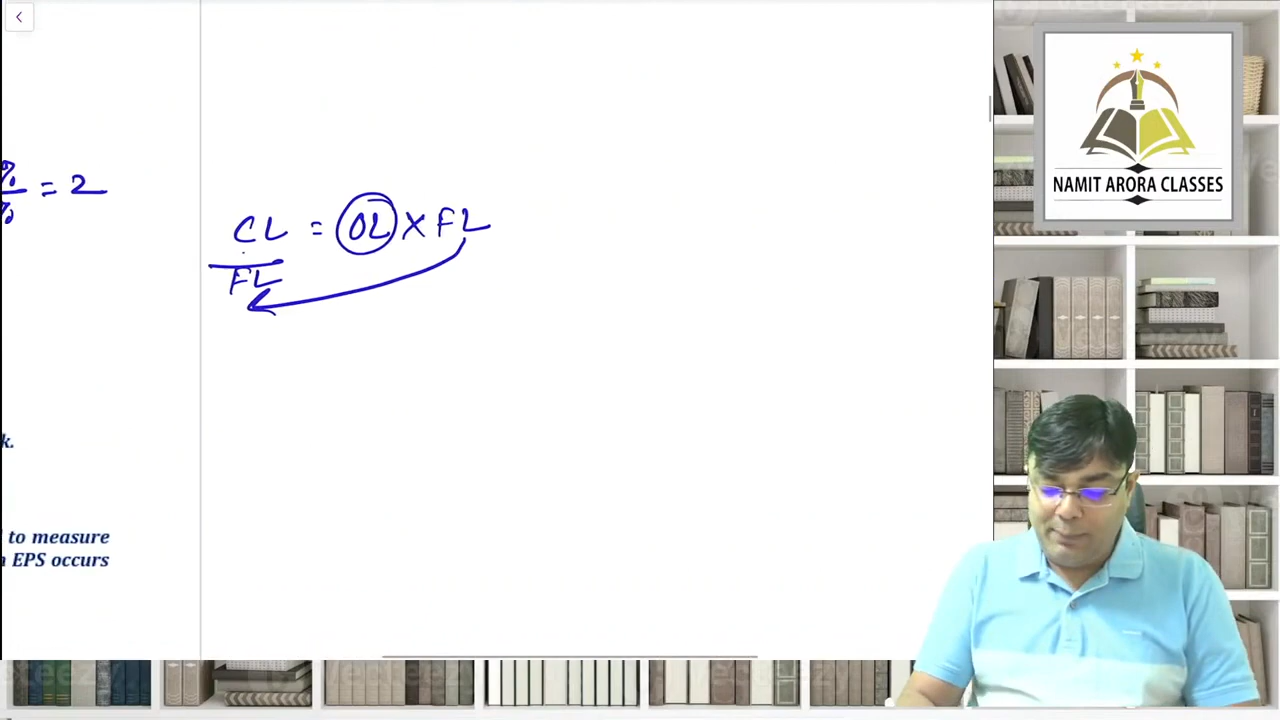 % = 2
%
CL = OL X FL
FL
k.
to measure
EPS occurs
NAMIT ARORA CLASSES